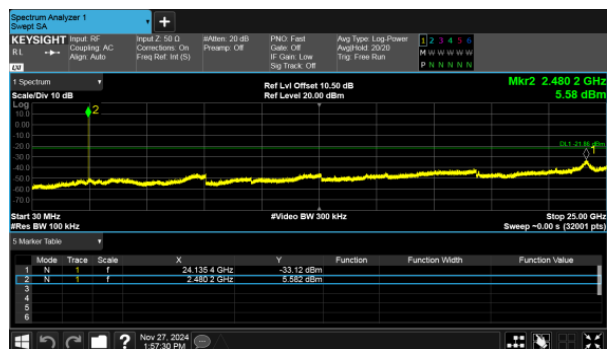 Spectrum Analyzer 1
Swept SA
KEYSIGHT Input: RF Input Z: 50 Ω #Atten: 20 dB PNO: Fast Avg Type: Log-Power 1 2 3 4 5 6
RL Coupling: AC Corrections: On Preamp: Off Gate: Off Avg|Hold: 20/20 M W W W W W
Align: Auto Freq Ref: Int (S) IF Gain: Low Trig: Free Run
Sig Track: Off P N N N N N
1 Spectrum
Ref Lvl Offset 10.50 dB Mkr2 2.480 2 GHz
Scale/Div 10 dB Ref Level 20.00 dBm 5.58 dBm
Log
10.0 2
0.00
-10.0
-20.0 DL1 -21.86 dBm
-30.0 1
-40.0
-50.0
-60.0
-70.0
Start 30 MHz #Video BW 300 kHz Stop 25.00 GHz
#Res BW 100 kHz Sweep ~0.00 s (32001 pts)
5 Marker Table
Mode Trace Scale X Y Function Function Width Function Value
1 N 1 f 24.135 4 GHz -33.12 dBm
2 N 1 f 2.480 2 GHz 5.582 dBm
3
4
5
6
? Nov 27, 2024
1:57:30 PM